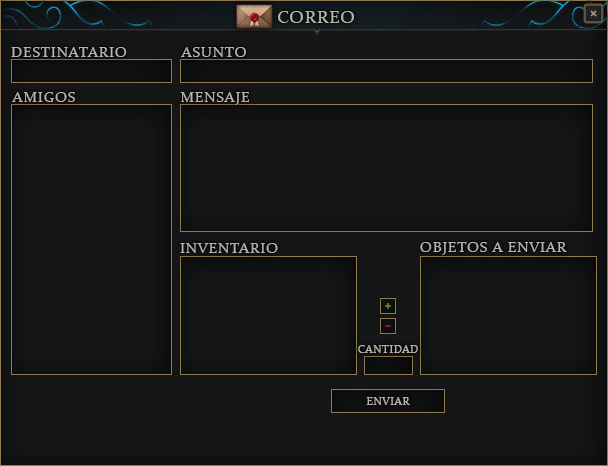 CORREO
DESTINATARIO
ASUNTO
AMIGOS
MENSAJE
INVENTARIO
OBJETOS A ENVIAR
+
-
CANTIDAD
ENVIAR